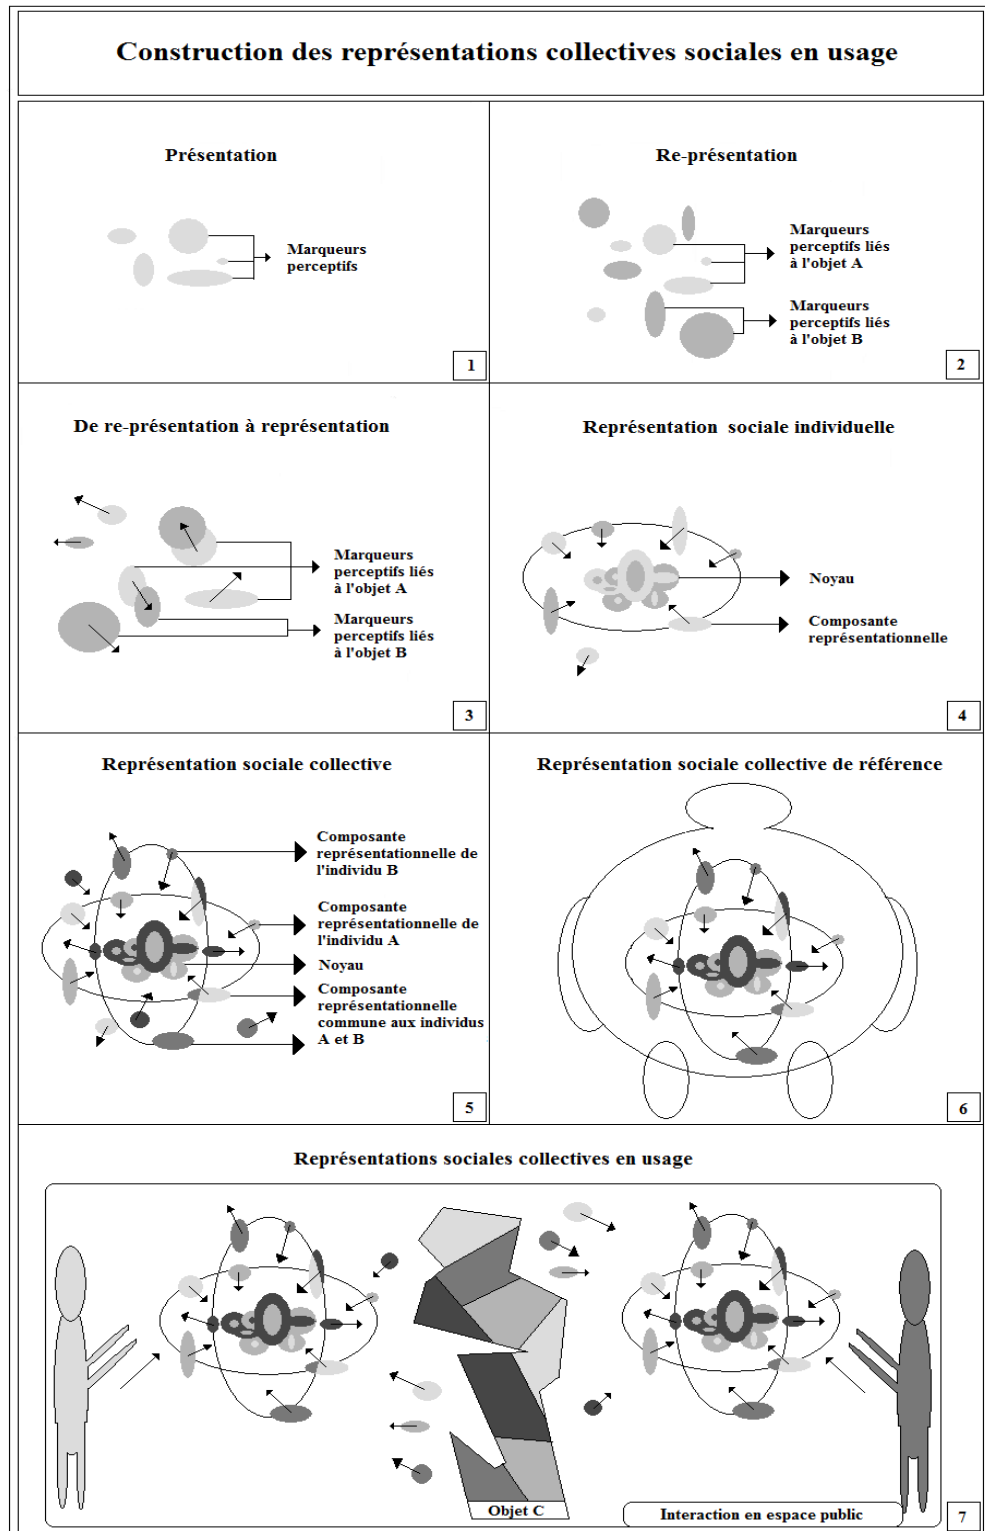 Construction des représentations collectives sociales en usage
Présentation
Marqueurs
perceptifs
1
Re-présentation
Marqueurs
perceptifs liés
à l'objet A
Marqueurs
perceptifs liés
à l'objet B
2
De re-présentation à représentation
Marqueurs
perceptifs liés
à l'objet A
Marqueurs
perceptifs liés
à l'objet B
3
Représentation sociale individuelle
Noyau
Composante
représentationnelle
4
Représentation sociale collective
Composante
représentationnelle de
l'individu B
Composante
représentationnelle de
l'individu A
Noyau
Composante
représentationnelle
commune aux individus
A et B
5
Représentation sociale collective de référence
6
Représentations sociales collectives en usage
Objet C
Interaction en espace public
7